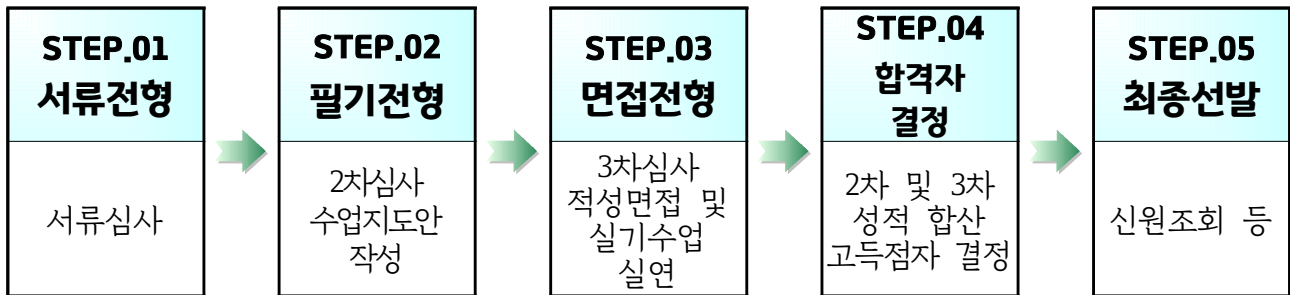 STEP.01
서류전형
서류심사
STEP.02
필기전형
2차심사
수업지도안
작성
STEP.03
면접전형
3차심사
적성면접 및
실기수업
실연
STEP.04
합격자
결정
2차 및 3차
성적 합산
고득점자 결정
STEP.05
최종선발
신원조회 등